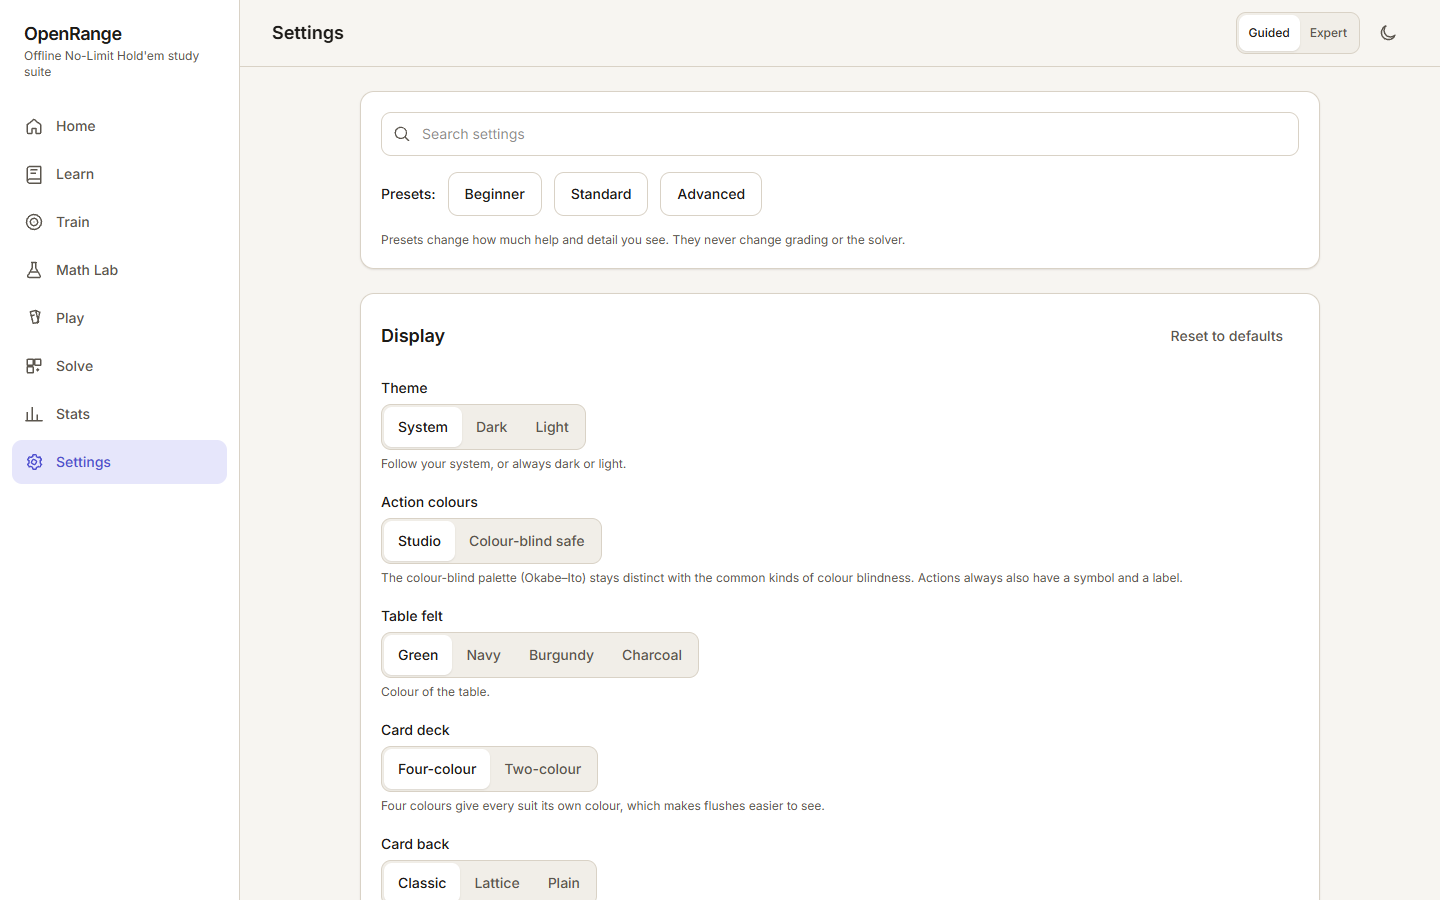 OpenRange
Offline No-Limit Hold'em study
suite
Home
Learn
Train
Math Lab
Play
Solve
Stats
Settings
Settings
Guided
Expert
Search settings
Presets:
Beginner
Standard
Advanced
Presets change how much help and detail you see. They never change grading or the solver.
Display
Reset to defaults
Theme
System
Dark
Light
Follow your system, or always dark or light.
Action colours
Studio
Colour-blind safe
The colour-blind palette (Okabe–Ito) stays distinct with the common kinds of colour blindness. Actions always also have a symbol and a label.
Table felt
Green
Navy
Burgundy
Charcoal
Colour of the table.
Card deck
Four-colour
Two-colour
Four colours give every suit its own colour, which makes flushes easier to see.
Card back
Classic
Lattice
Plain